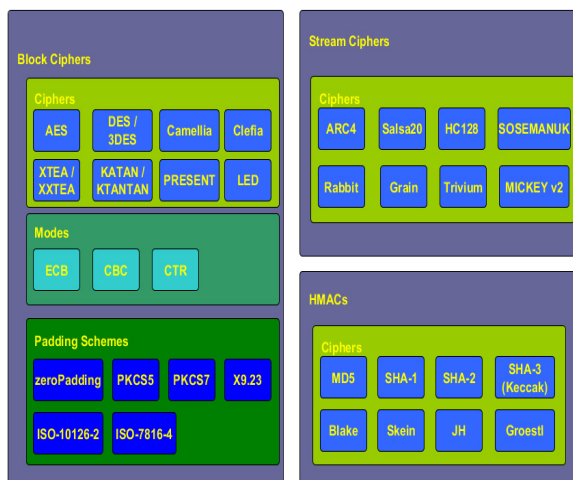 Block Ciphers
Ciphers
AES
DES /
3DES
Camellia
Clefia
XTEA /
XXTEA
KATAN /
KTANTAN
PRESENT
LED
Modes
ECB
CBC
CTR
Padding Schemes
zeroPadding
PKCS5
PKCS7
X9.23
ISO-10126-2
ISO-7816-4
Stream Ciphers
Ciphers
ARC4
Salsa20
HC128
SOSEMANUK
Rabbit
Grain
Trivium
MICKEY v2
HMACs
Ciphers
MD5
SHA-1
SHA-2
SHA-3
(Keccak)
Blake
Skein
JH
Groestl